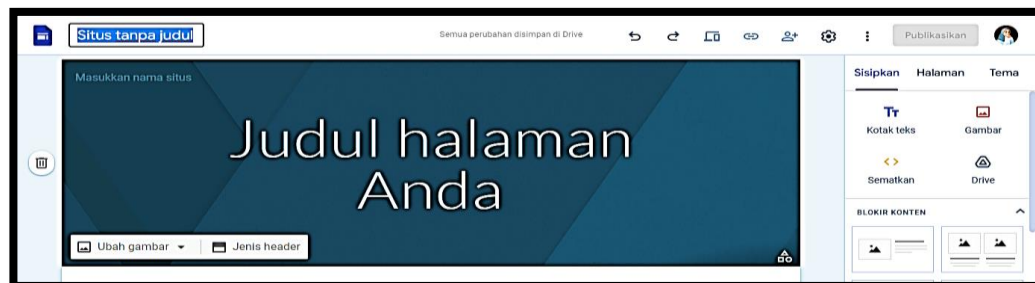 Situs tanpa judul
Semua perubahan disimpan di Drive
Publikasikan
Masukkan nama situs
Judul halaman
Anda
Ubah gambar
Jenis header
Sisipkan Halaman Tema
Tr
Kotak teks
Gambar
Sematkan
Drive
BLOKIR KONTEN